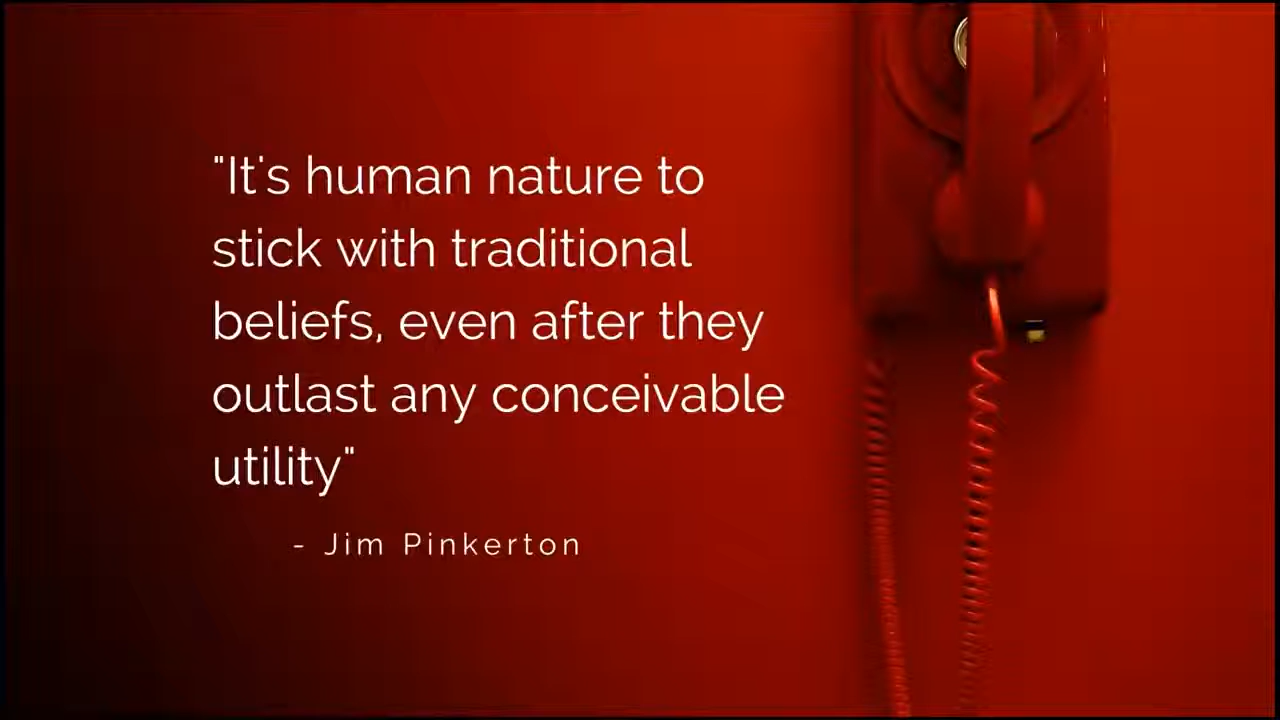 "It's human nature to
stick with traditional
beliefs, even after they
outlast any conceivable
utility"
- Jim Pinkerton